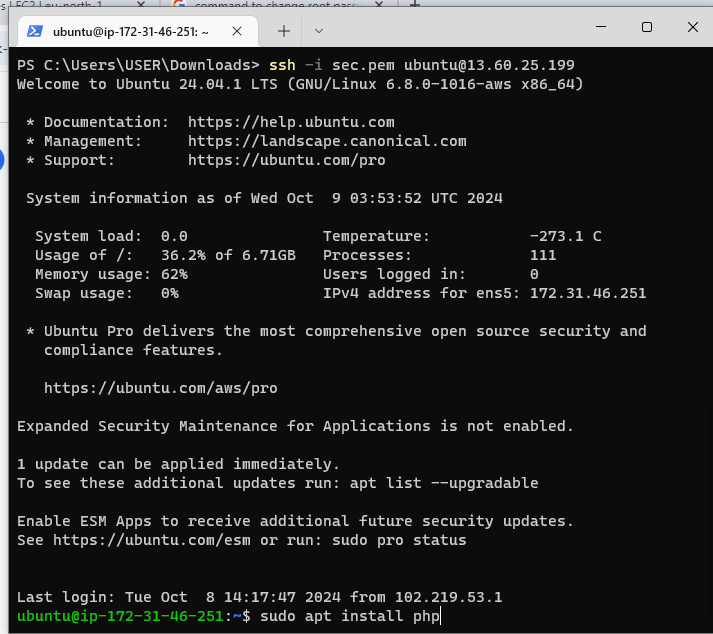 s | EC2 | eu-north-1
command to change root pass
ubuntu@ip-172-31-46-251: ~
PS C:\Users\USER\Downloads> ssh -i sec.pem ubuntu@13.60.25.199
Welcome to Ubuntu 24.04.1 LTS (GNU/Linux 6.8.0-1016-aws x86_64)
* Documentation:  https://help.ubuntu.com
* Management:     https://landscape.canonical.com
* Support:        https://ubuntu.com/pro
System information as of Wed Oct  9 03:53:52 UTC 2024
System load:  0.0               Temperature:           -273.1 C
Usage of /:   36.2% of 6.71GB   Processes:             111
Memory usage: 62%               Users logged in:       0
Swap usage:   0%                IPv4 address for ens5: 172.31.46.251
* Ubuntu Pro delivers the most comprehensive open source security and
compliance features.
https://ubuntu.com/aws/pro
Expanded Security Maintenance for Applications is not enabled.
1 update can be applied immediately.
To see these additional updates run: apt list --upgradable
Enable ESM Apps to receive additional future security updates.
See https://ubuntu.com/esm or run: sudo pro status
Last login: Tue Oct  8 14:17:47 2024 from 102.219.53.1
ubuntu@ip-172-31-46-251:~$ sudo apt install php